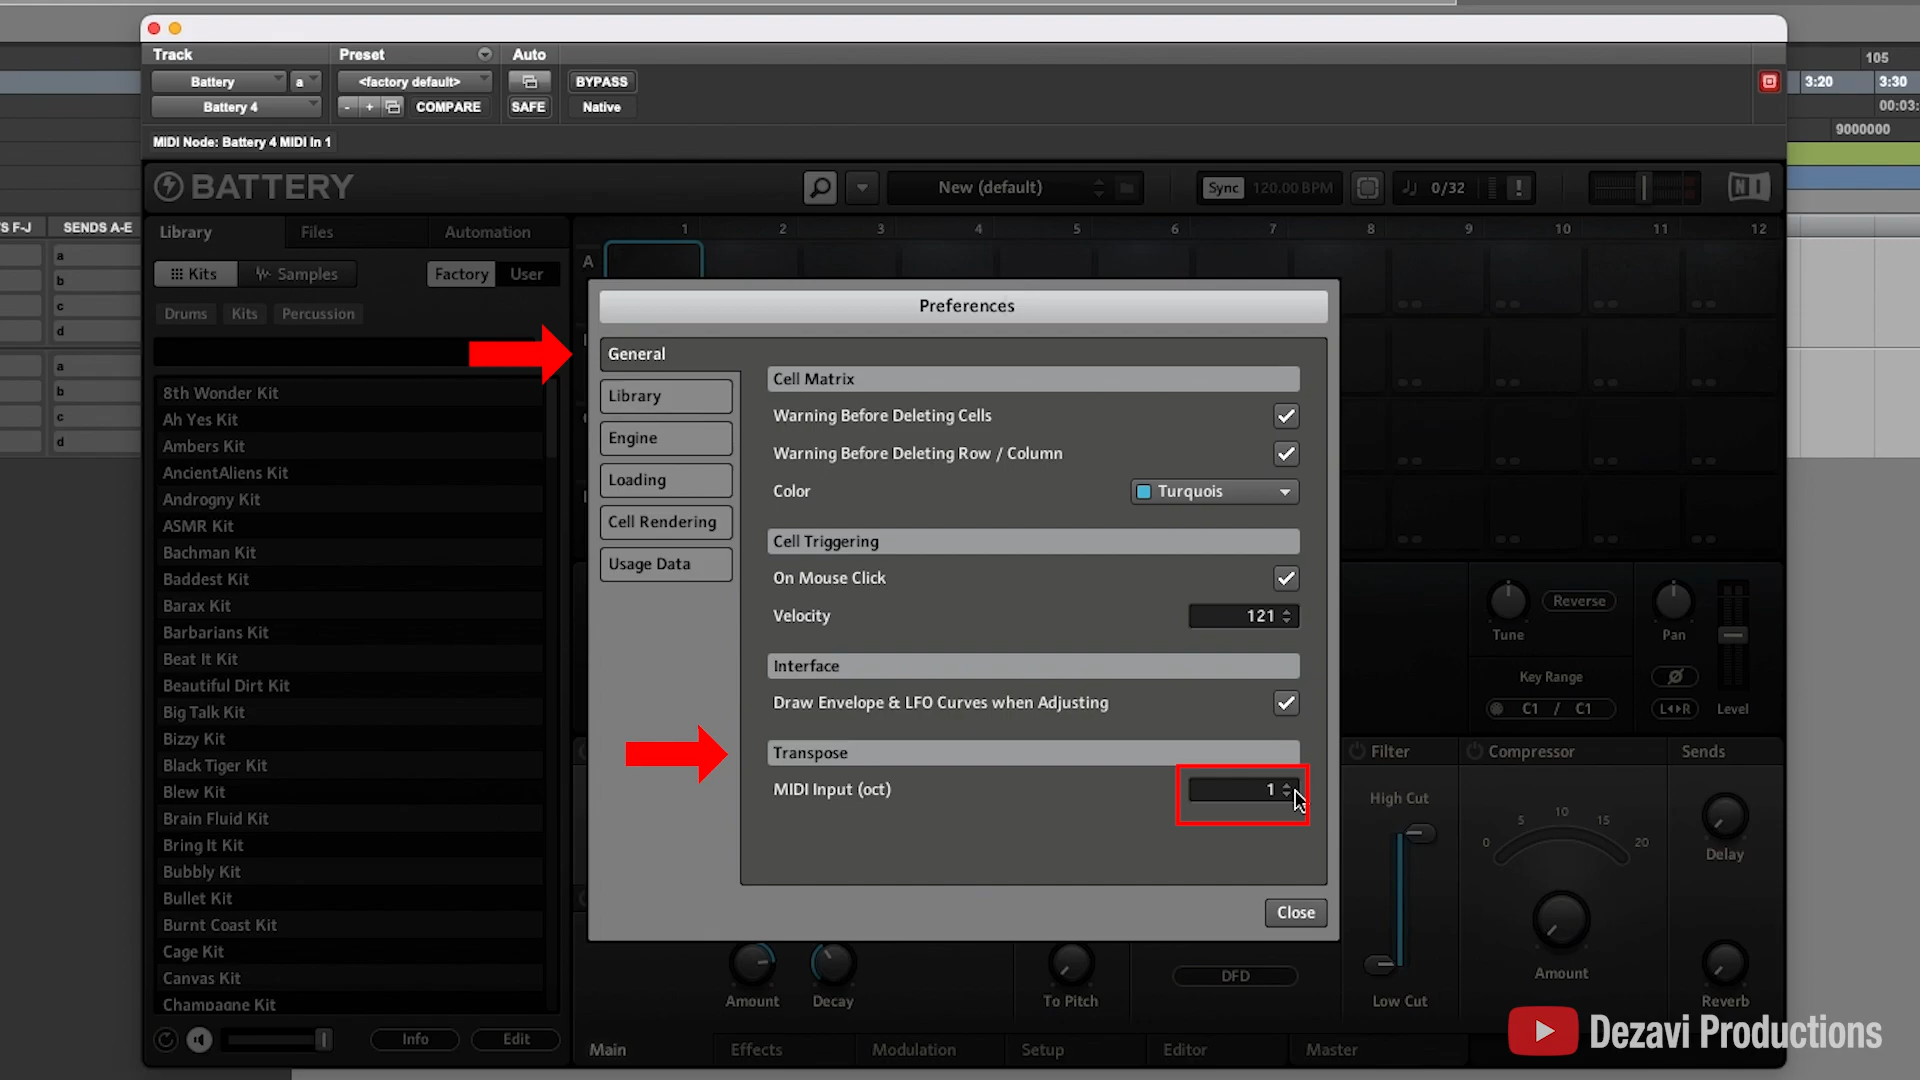 Track
Preset
Auto
Battery
a
<factory default>
BYPASS
Battery 4
-
+
COMPARE
SAFE
Native
MIDI Node: Battery 4 MIDI In 1
105
3:20
3:30
00:03:
9000000
BATTERY
New (default)
Sync
120.00 BPM
0/32
!
NI
S F-J
SENDS A-E
a
b
c
d
a
b
c
d
Library
Files
Automation
Kits
Samples
Factory
User
Drums
Kits
Percussion
8th Wonder Kit
Ah Yes Kit
Ambers Kit
AncientAliens Kit
Androgny Kit
ASMR Kit
Bachman Kit
Baddest Kit
Barax Kit
Barbarians Kit
Beat It Kit
Beautiful Dirt Kit
Big Talk Kit
Bizzy Kit
Black Tiger Kit
Blew Kit
Brain Fluid Kit
Bring It Kit
Bubbly Kit
Bullet Kit
Burnt Coast Kit
Cage Kit
Canvas Kit
Champagne Kit
Info
Edit
1 2 3 4 5 6 7 8 9 10 11 12
A
Preferences
General
Library
Engine
Loading
Cell Rendering
Usage Data
Cell Matrix
Warning Before Deleting Cells
Warning Before Deleting Row / Column
Color
Turquois
Cell Triggering
On Mouse Click
Velocity
121
Interface
Draw Envelope & LFO Curves when Adjusting
Transpose
MIDI Input (oct)
1
Close
Tune
Reverse
Pan
Key Range
C1 / C1
L R
Level
Filter
Compressor
Sends
High Cut
Low Cut
0 5 10 15 20
Amount
Delay
Reverb
Amount
Decay
To Pitch
DFD
Main
Effects
Modulation
Setup
Editor
Master
Dezavi Productions